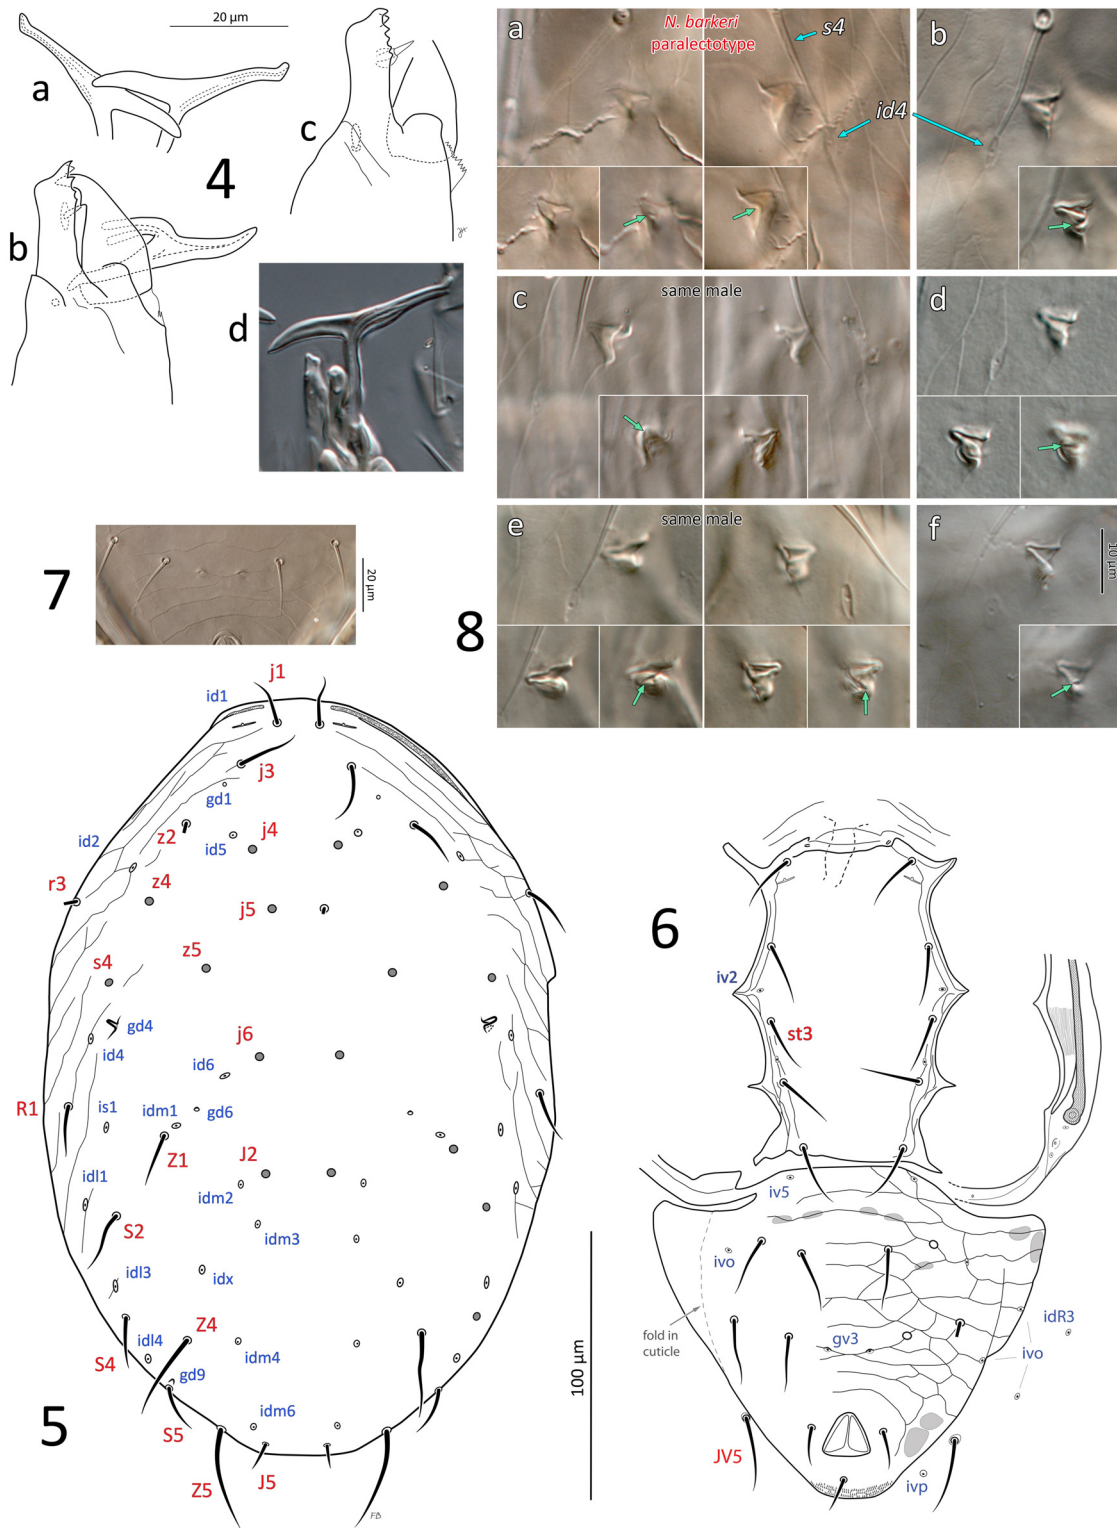 20 µm
a
b
c
4
d
a
N. barkeri
paralectotype
s4
id4
b
c
same male
d
e
same male
f
10 µm
8
7
20 µm
j1
id1
j3
gd1
z2
id5
j4
id2
r3
z4
j5
s4
z5
gd4
id4
j6
id6
R1
is1
idm1
gd6
Z1
J2
idl1
idm2
S2
idm3
idl3
idx
Z4
S4
idl4
idm4
gd9
5
S5
idm6
Z5
J5
FB
100 µm
6
iv2
st3
iv5
ivo
fold in
cuticle
gv3
idR3
ivo
JV5
ivp